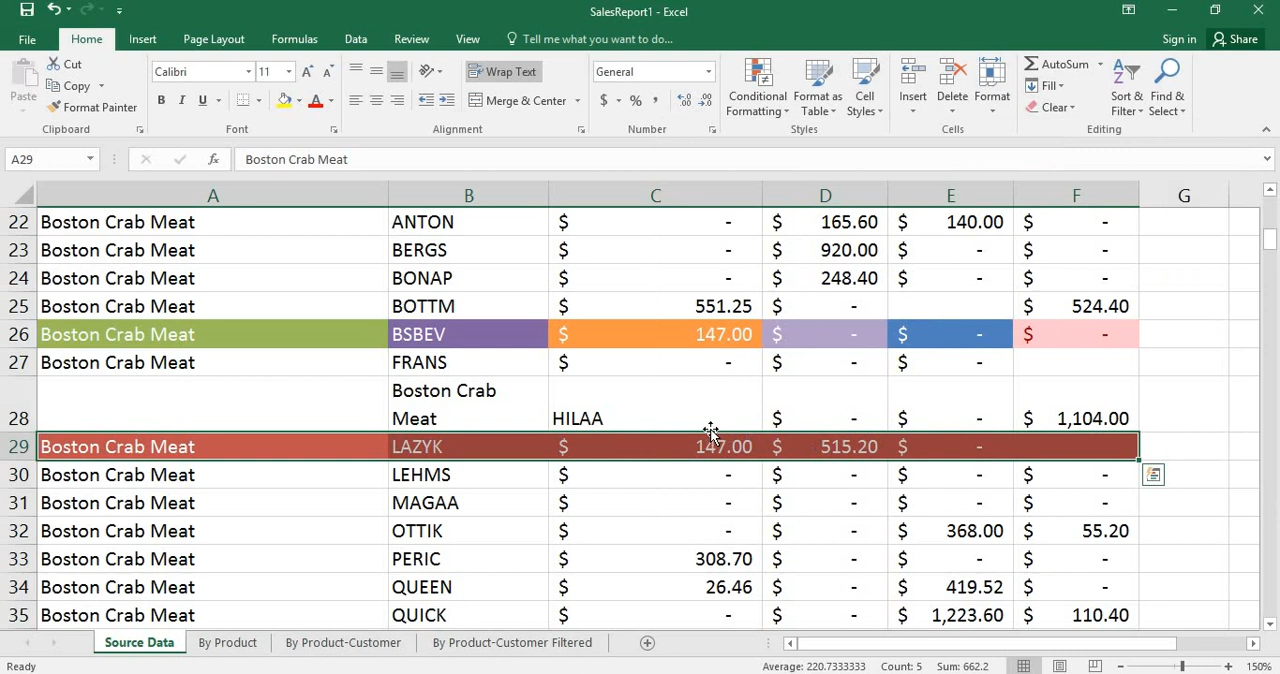 SalesReport1 - Excel
File Home Insert Page Layout Formulas Data Review View Tell me what you want to do... Sign in Share
Paste Cut Copy Format Painter Clipboard
Calibri 11 A A B I U A Font
Wrap Text Merge & Center Alignment
General $ % , .0 .00 .00 .0 Number
Conditional Formatting Format as Table Cell Styles Styles
Insert Delete Format Cells
AutoSum Fill Clear Sort & Filter Find & Select Editing
A29 fx Boston Crab Meat
A B C D E F G
22 Boston Crab Meat ANTON $ - $ 165.60 $ 140.00 $ -
23 Boston Crab Meat BERGS $ - $ 920.00 $ - $ -
24 Boston Crab Meat BONAP $ - $ 248.40 $ - $ -
25 Boston Crab Meat BOTTM $ 551.25 $ - $ 524.40
26 Boston Crab Meat BSBEV $ 147.00 $ - $ - $ -
27 Boston Crab Meat FRANS $ - $ - $ -
28 Boston Crab Meat HILAA $ - $ - $ 1,104.00
29 Boston Crab Meat LAZYK $ 147.00 $ 515.20 $ -
30 Boston Crab Meat LEHMS $ - $ - $ - $ -
31 Boston Crab Meat MAGAA $ - $ - $ - $ -
32 Boston Crab Meat OTTIK $ - $ - $ 368.00 $ 55.20
33 Boston Crab Meat PERIC $ 308.70 $ - $ - $ -
34 Boston Crab Meat QUEEN $ 26.46 $ - $ 419.52 $ -
35 Boston Crab Meat QUICK $ - $ - $ 1,223.60 $ 110.40
Source Data By Product By Product-Customer By Product-Customer Filtered
Ready Average: 220.7333333 Count: 5 Sum: 662.2 150%